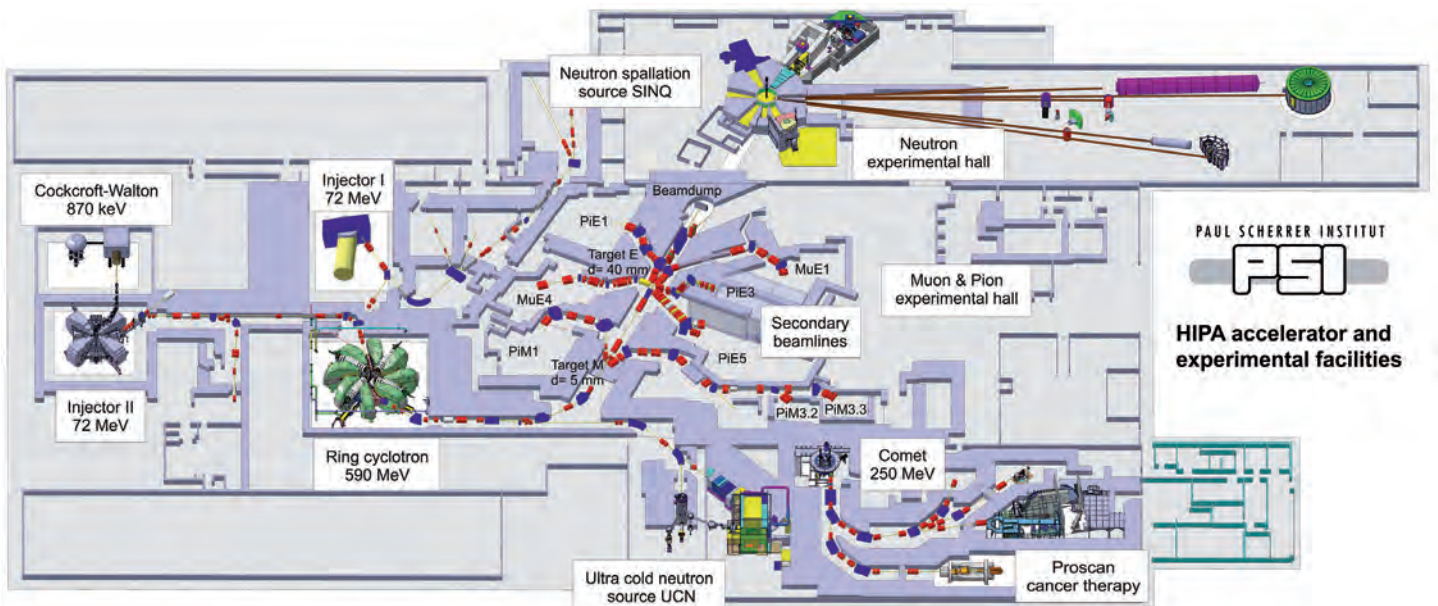 Neutron spallation
source SINQ
Neutron
experimental hall
Cockcroft-Walton
870 keV
Injector I
72 MeV
Beamdump
PiE1
Target E
d= 40 mm
MuE1
MuE4
PiE3
Muon & Pion
experimental hall
PAUL SCHERRER INSTITUT
PSI
HIPA accelerator and
experimental facilities
Secondary
beamlines
PiM1
PiE5
Target M
d= 5 mm
PiM3.2
PiM3.3
Injector II
72 MeV
Ring cyclotron
590 MeV
Comet
250 MeV
Ultra cold neutron
source UCN
Proscan
cancer therapy